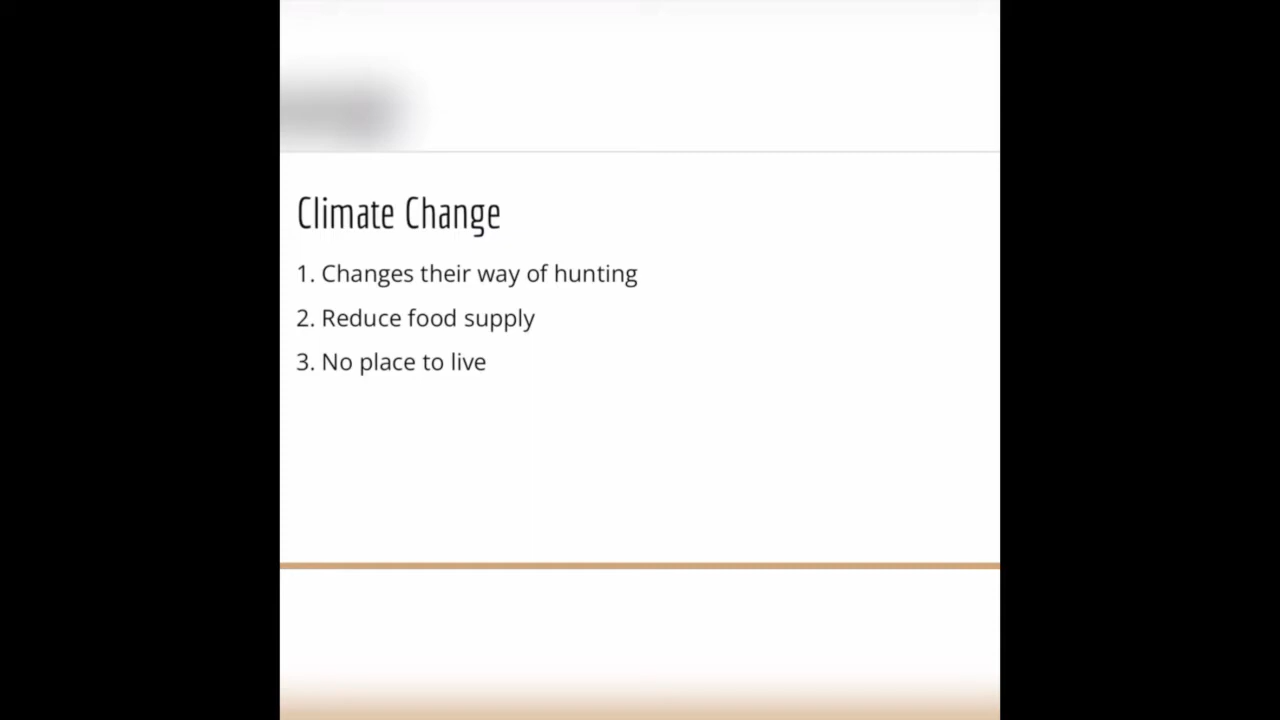 Climate Change
1. Changes their way of hunting
2. Reduce food supply
3. No place to live